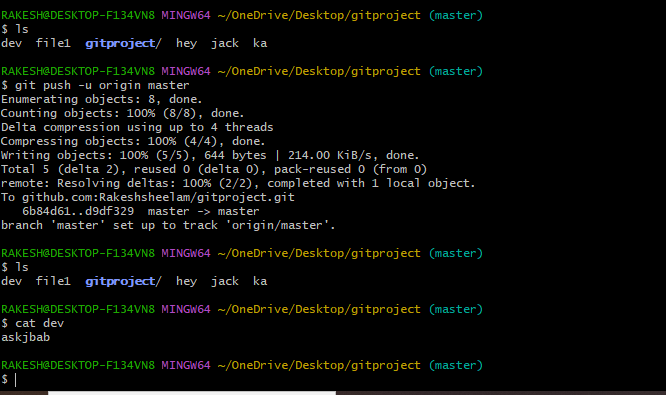 RAKESH@DESKTOP-F134VN8 MINGW64 ~/OneDrive/Desktop/gitproject (master)
$ ls
dev  file1  gitproject/  hey  jack  ka
RAKESH@DESKTOP-F134VN8 MINGW64 ~/OneDrive/Desktop/gitproject (master)
$ git push -u origin master
Enumerating objects: 8, done.
Counting objects: 100% (8/8), done.
Delta compression using up to 4 threads
Compressing objects: 100% (4/4), done.
Writing objects: 100% (5/5), 644 bytes | 214.00 KiB/s, done.
Total 5 (delta 2), reused 0 (delta 0), pack-reused 0 (from 0)
remote: Resolving deltas: 100% (2/2), completed with 1 local object.
To github.com:Rakeshsheelam/gitproject.git
   6b84d61..d9df329  master -> master
branch 'master' set up to track 'origin/master'.
RAKESH@DESKTOP-F134VN8 MINGW64 ~/OneDrive/Desktop/gitproject (master)
$ ls
dev  file1  gitproject/  hey  jack  ka
RAKESH@DESKTOP-F134VN8 MINGW64 ~/OneDrive/Desktop/gitproject (master)
$ cat dev
askjbab
RAKESH@DESKTOP-F134VN8 MINGW64 ~/OneDrive/Desktop/gitproject (master)
$